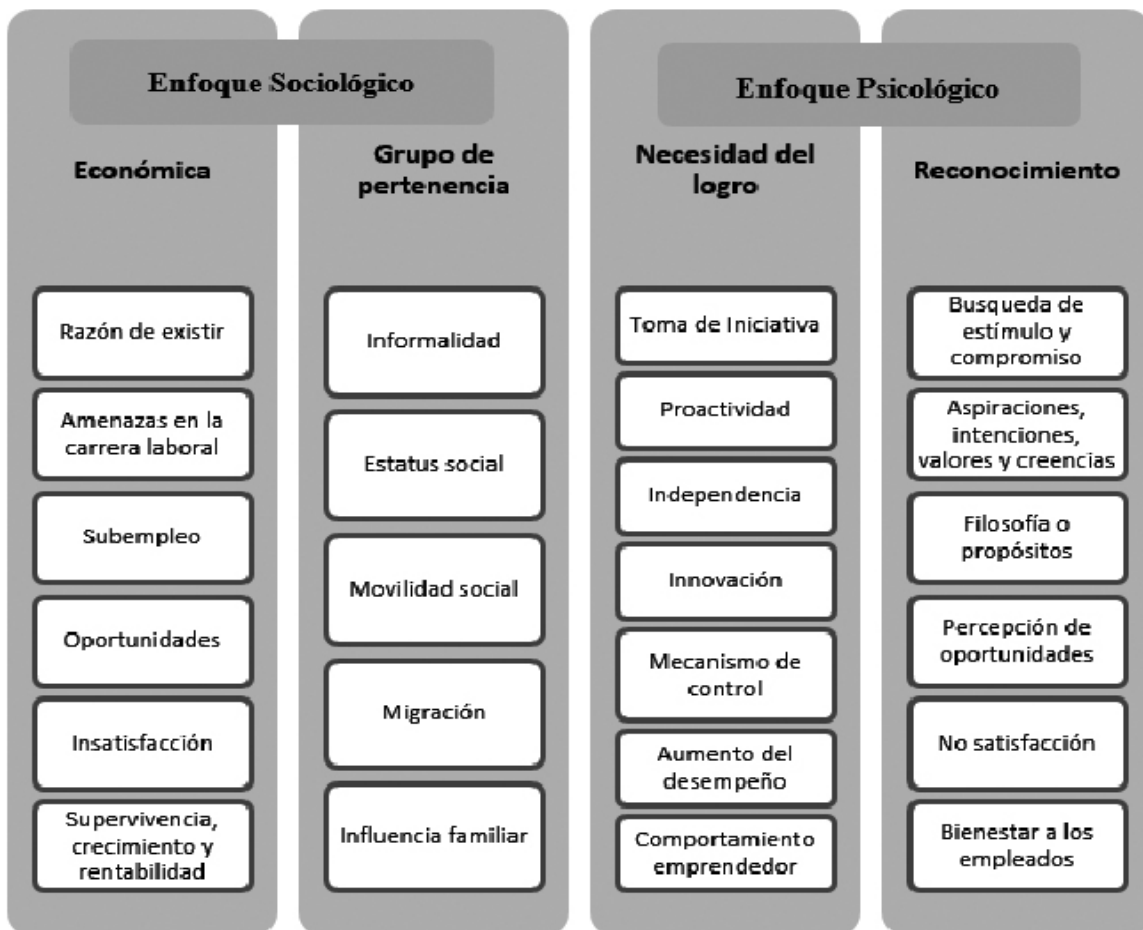 Enfoque Sociológico
Enfoque Psicológico
Económica
Grupo de
pertenencia
Necesidad del
logro
Reconocimiento
Razón de existir
Amenazas en la
carrera laboral
Subempleo
Oportunidades
Insatisfacción
Supervivencia,
crecimiento y
rentabilidad
Informalidad
Estatus social
Movilidad social
Migración
Influencia familiar
Toma de Iniciativa
Proactividad
Independencia
Innovación
Mecanismo de
control
Aumento del
desempeño
Comportamiento
emprendedor
Busqueda de
estímulo y
compromiso
Aspiraciones,
intenciones,
valores y creencias
Filosofía o
propósitos
Percepción de
oportunidades
No satisfacción
Bienestar a los
empleados